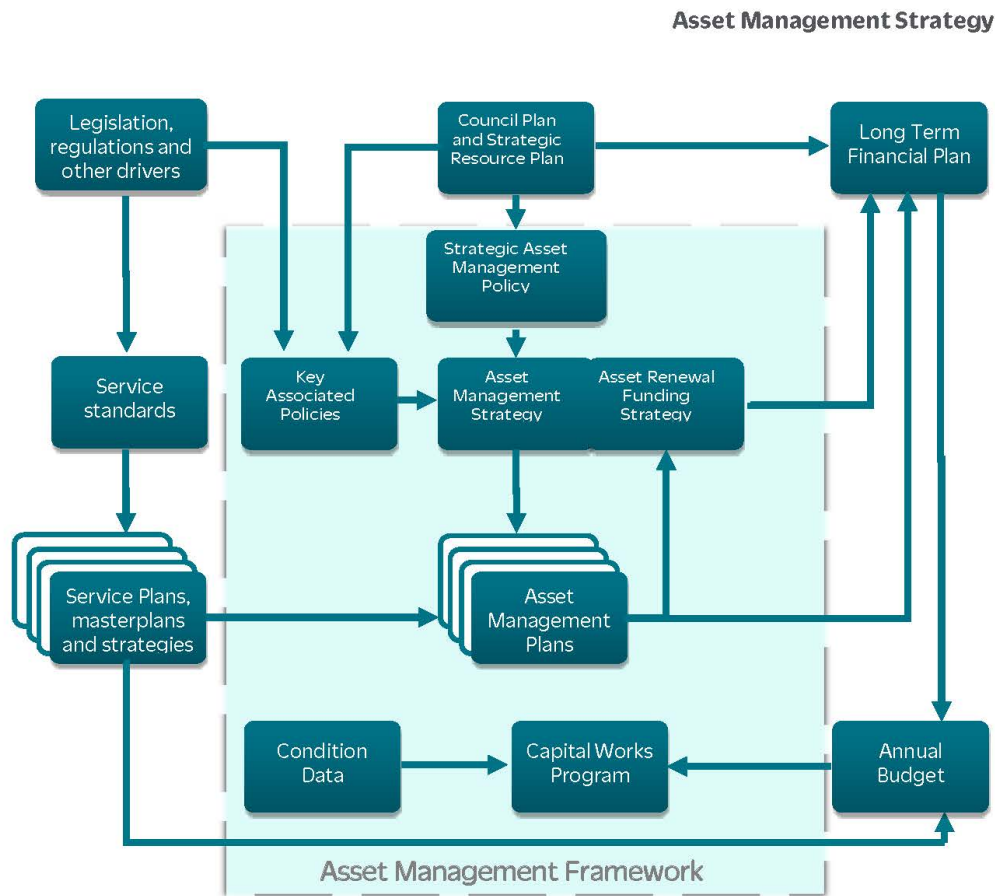 Asset Management Strategy
Legislation,
regulations and
other drivers
Council Plan
and Strategic
Resource Plan
Long Term
Financial Plan
Strategic Asset
Management
Policy
Service
standards
Key
Associated
Policies
Asset
Management
Strategy
Asset Renewal
Funding
Strategy
Service Plans,
masterplans
and strategies
Asset
Management
Plans
Condition
Data
Capital Works
Program
Annual
Budget
Asset Management Framework